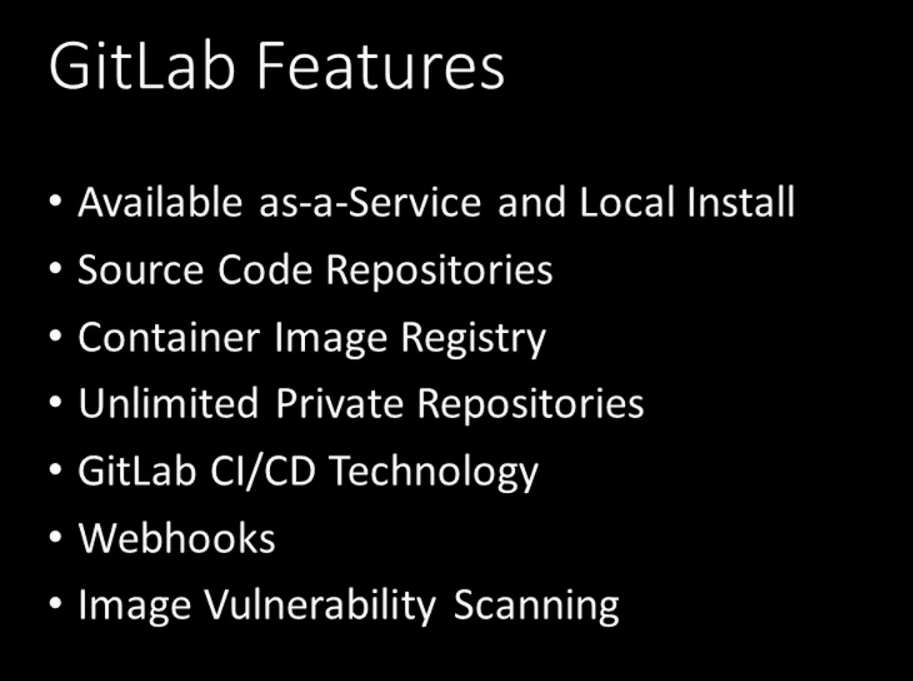 GitLab Features
• Available as-a-Service and Local Install
• Source Code Repositories
• Container Image Registry
• Unlimited Private Repositories
• GitLab CI/CD Technology
• Webhooks
• Image Vulnerability Scanning